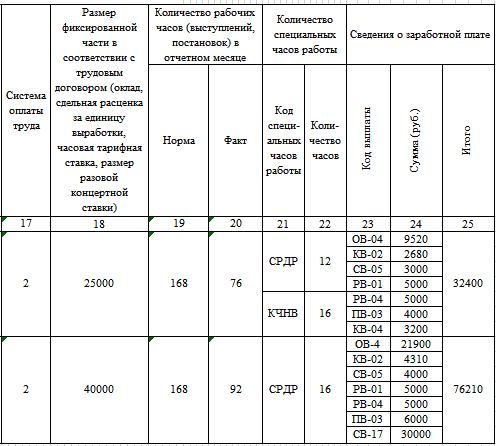 Система
оплаты
труда
Размер
фиксированной
части в
соответствии с
трудовым
договором (оклад,
сдельная расценка
за единицу
выработки,
часовая тарифная
ставка, размер
разовой
концертной
ставки)
Количество рабочих
часов (выступлений,
постановок) в
отчетном месяце
Норма
Факт
Количество
специальных
часов работы
Код
специ-
альных
часов
работы
Коли-
чество
часов
Сведения о заработной плате
Код выплаты
Сумма (руб.)
Итого
17 18 19 20 21 22 23 24 25
2 25000 168 76 32400
СРДР 12
КЧНВ 16
ОВ-04 9520
КВ-02 2680
СВ-05 3000
РВ-01 5000
РВ-04 5000
ПВ-03 4000
КВ-04 3200
2 40000 168 92 СРДР 16 76210
ОВ-4 21900
КВ-02 4310
СВ-05 4000
РВ-01 5000
РВ-04 5000
ПВ-03 6000
СВ-17 30000